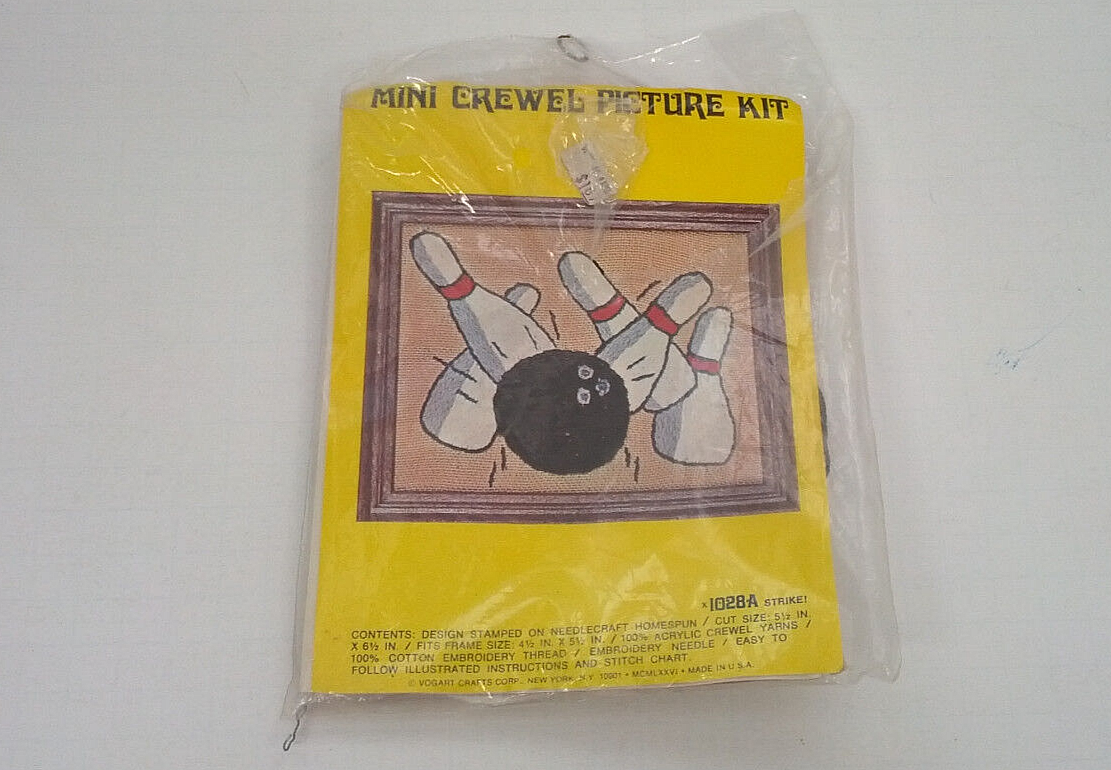 MINI CREWEL PICTURE KIT
x1028-A STRIKE!
CONTENTS: DESIGN STAMPED ON NEEDLECRAFT HOMESPUN / CUT SIZE: 5½ IN.
X 6½ IN. / FITS FRAME SIZE: 4½ IN. X 5½ IN. / 100% ACRYLIC CREWEL YARNS /
100% COTTON EMBROIDERY THREAD / EMBROIDERY NEEDLE / EASY TO
FOLLOW ILLUSTRATED INSTRUCTIONS AND STITCH CHART.
© VOGART CRAFTS CORP., NEW YORK, N.Y. 10001 • MCMLXXVI • MADE IN U.S.A.